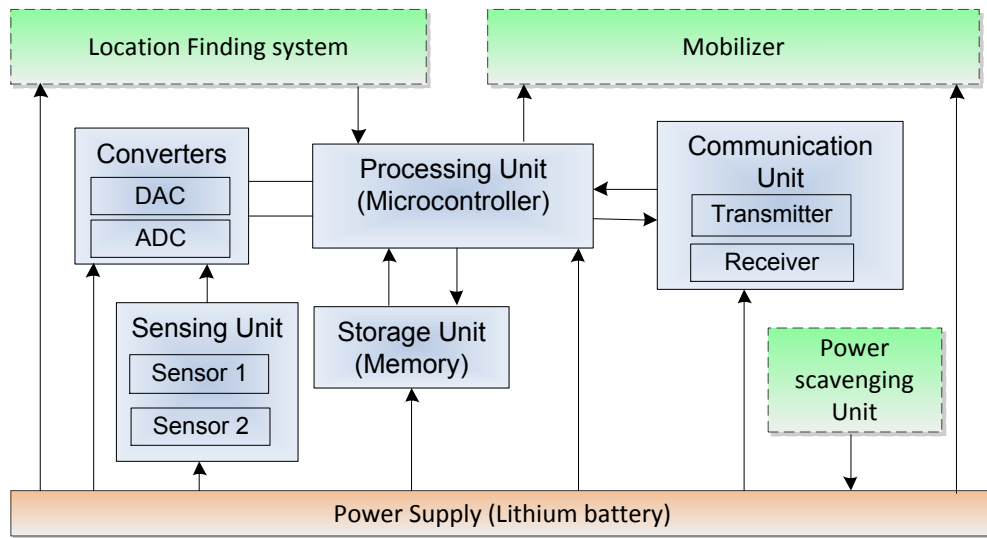 Location Finding system
Mobilizer
Converters
DAC
ADC
Processing Unit
(Microcontroller)
Communication
Unit
Transmitter
Receiver
Sensing Unit
Sensor 1
Sensor 2
Storage Unit
(Memory)
Power
scavenging
Unit
Power Supply (Lithium battery)